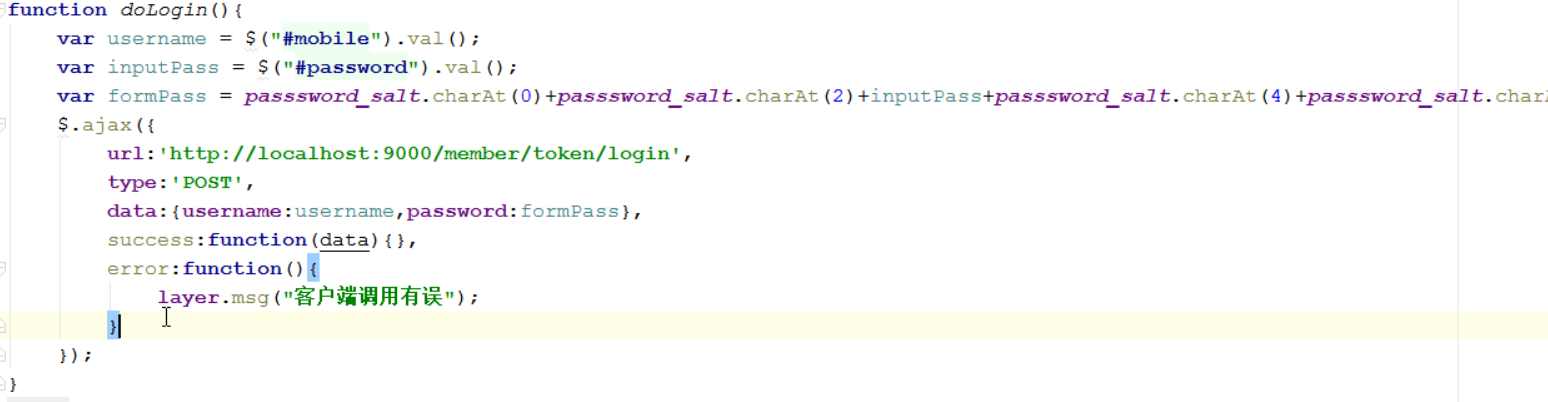 function doLogin(){
    var username = $("#mobile").val();
    var inputPass = $("#password").val();
    var formPass = passsword_salt.charAt(0)+passsword_salt.charAt(2)+inputPass+passsword_salt.charAt(4)+passsword_salt.char
    $.ajax({
        url:'http://localhost:9000/member/token/login',
        type:'POST',
        data:{username:username,password:formPass},
        success:function(data){},
        error:function(){
            layer.msg("客户端调用有误");
        }
    });
}